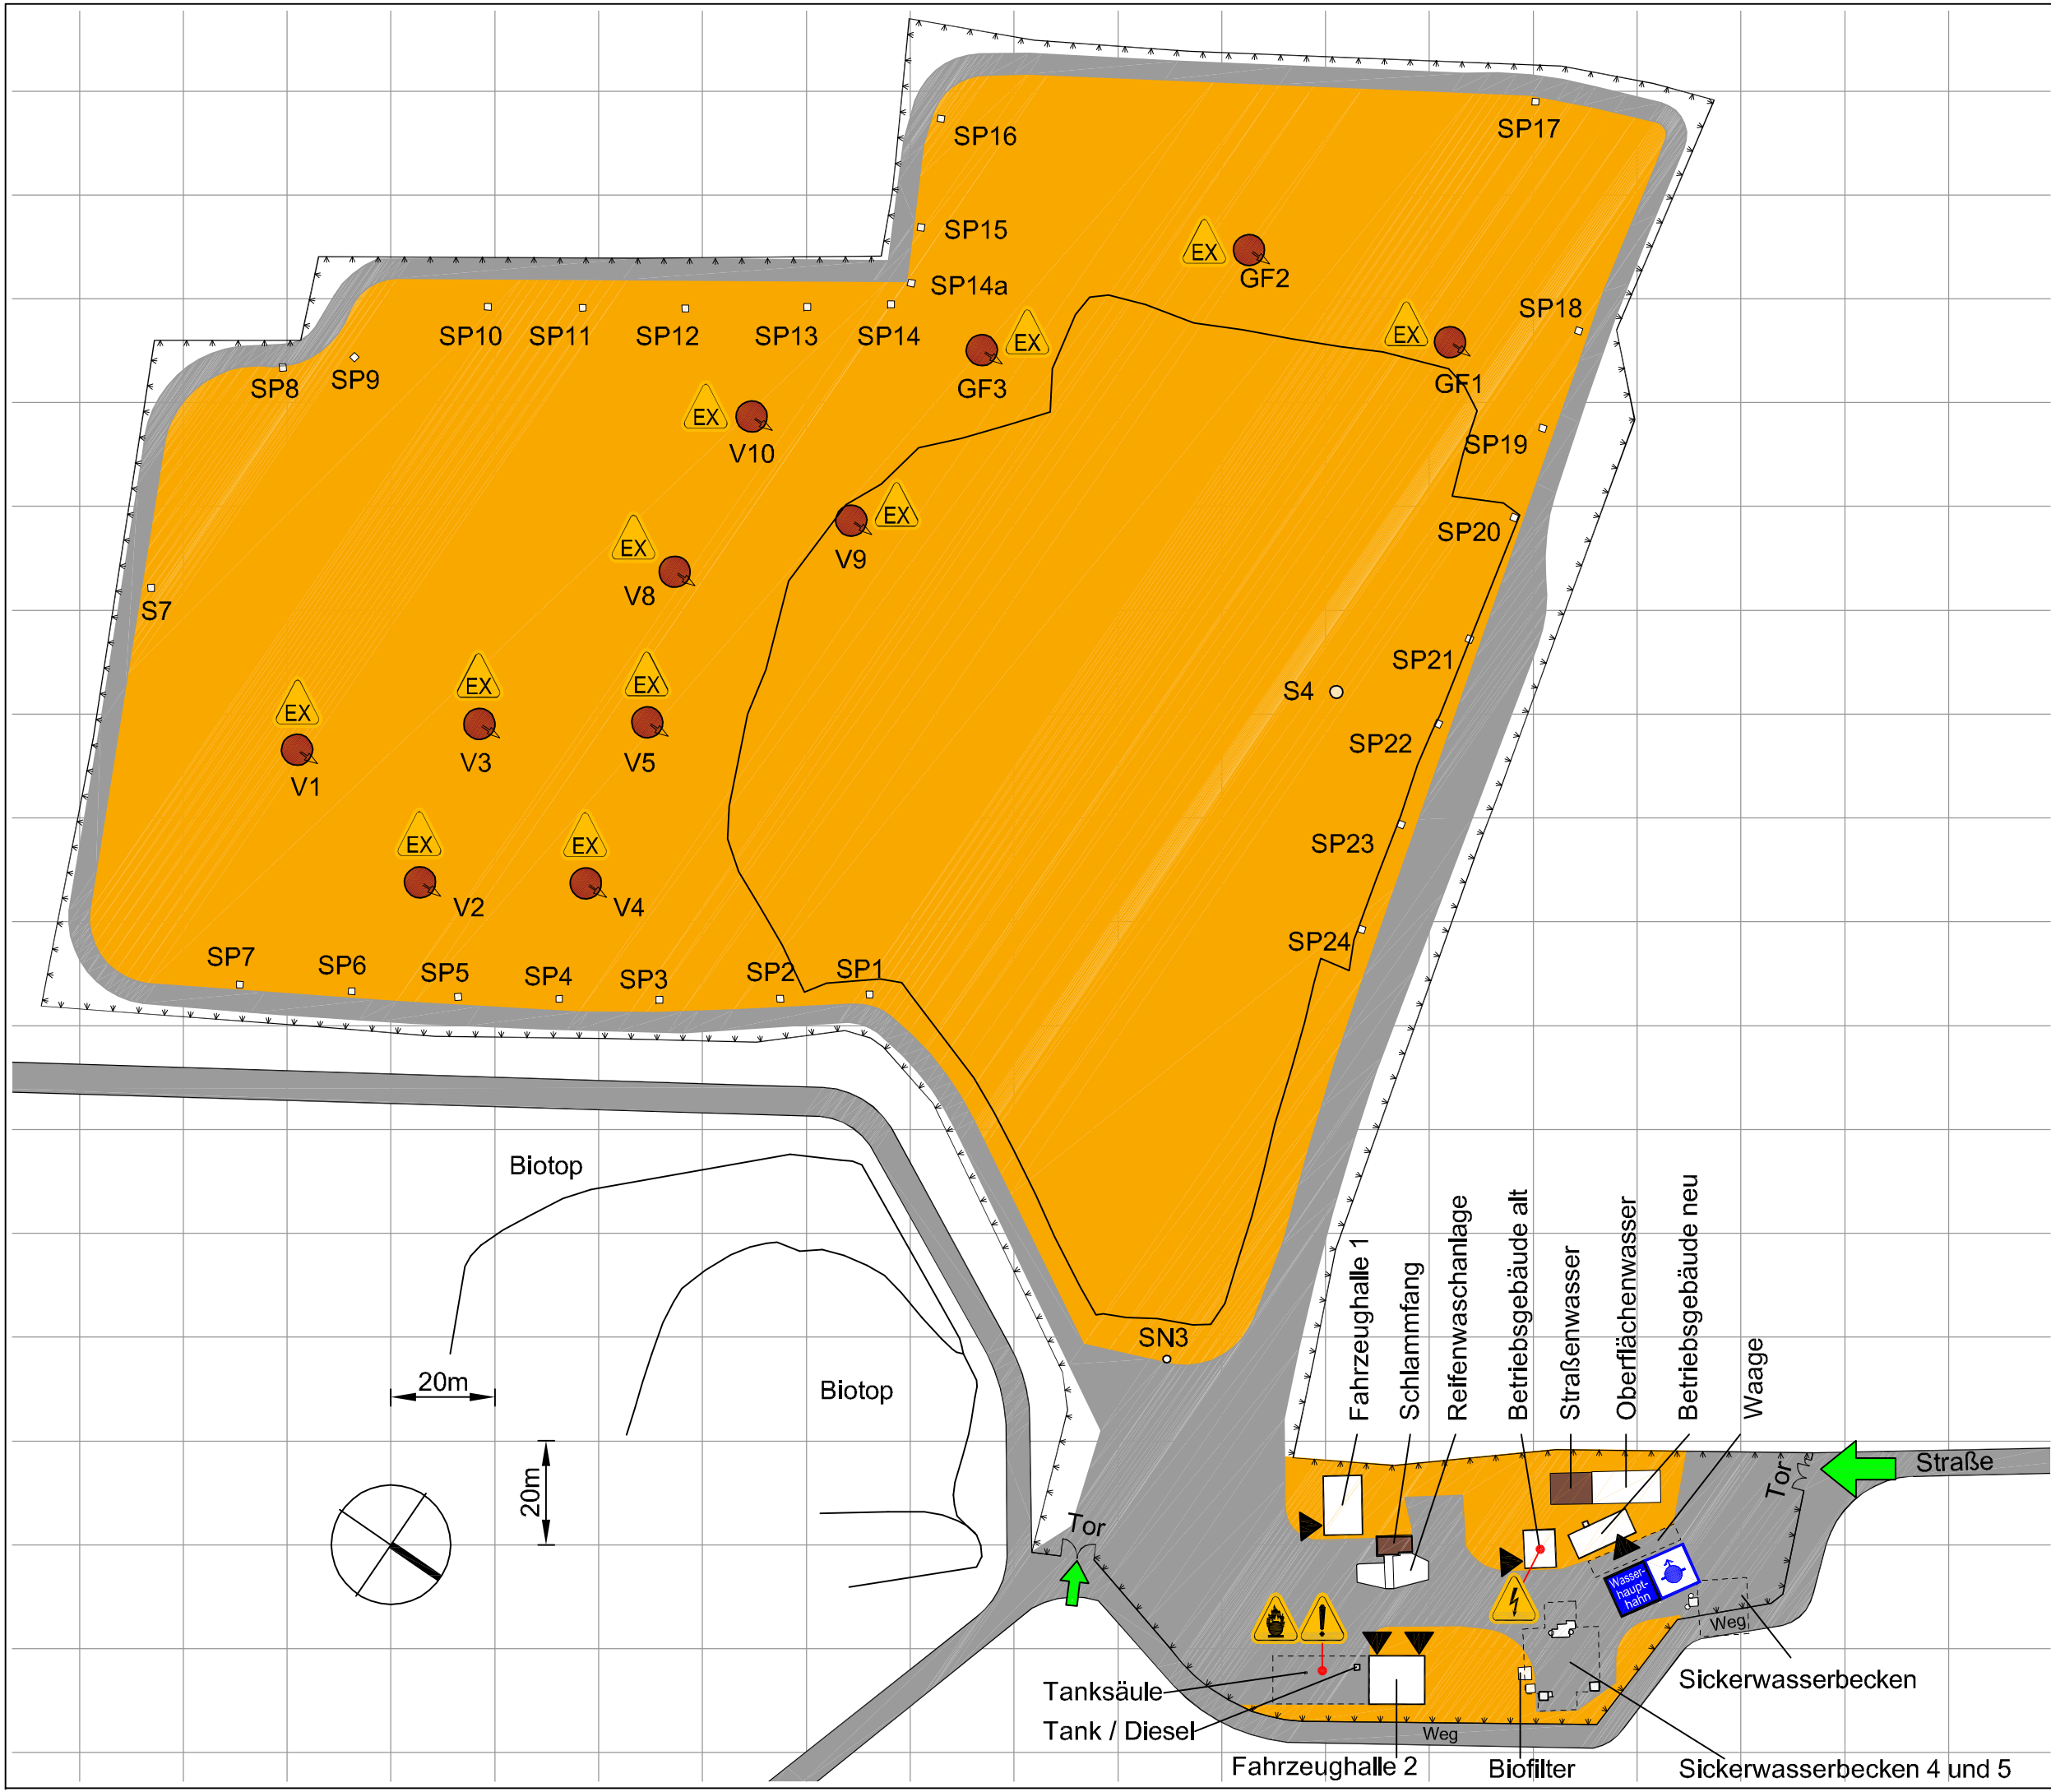 SP16
SP17
SP15
EX
GF2
SP14a
SP18
SP10
SP11
SP12
SP13
SP14
EX
EX
SP8
SP9
GF3
GF1
EX
V10
SP19
EX
EX
V9
SP20
V8
S7
SP21
EX
EX
EX
S4
V1
V3
V5
SP22
EX
EX
SP23
V2
V4
SP24
SP7
SP6
SP5
SP4
SP3
SP2
SP1
Biotop
SN3
Biotop
20m
20m
Fahrzeughalle 1
Schlammfang
Reifenwaschanlage
Betriebsgebäude alt
Straßenwasser
Oberflächenwasser
Betriebsgebäude neu
Waage
Tor
Straße
Tor
Wasser-
haupt-
hahn
Weg
Sickerwasserbecken
Tanksäule
Tank / Diesel
Weg
Fahrzeughalle 2
Biofilter
Sickerwasserbecken 4 und 5